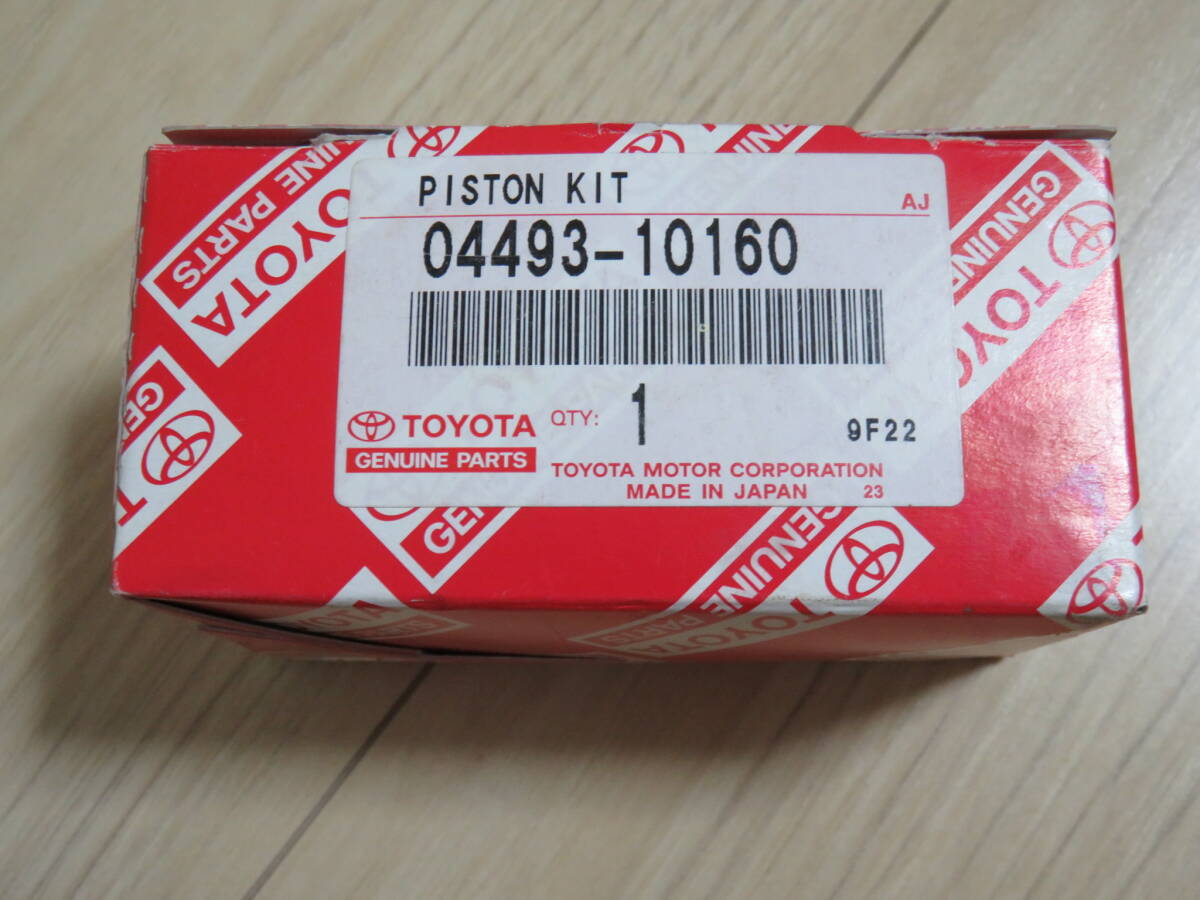 PISTON KIT
AJ
04493-10160
TOYOTA
GENUINE PARTS
QTY: 1
9F22
TOYOTA MOTOR CORPORATION
MADE IN JAPAN 23
TOYOTA
GENUINE PARTS
TOYOTA
GENUINE
TOYOTA
GENUINE PARTS